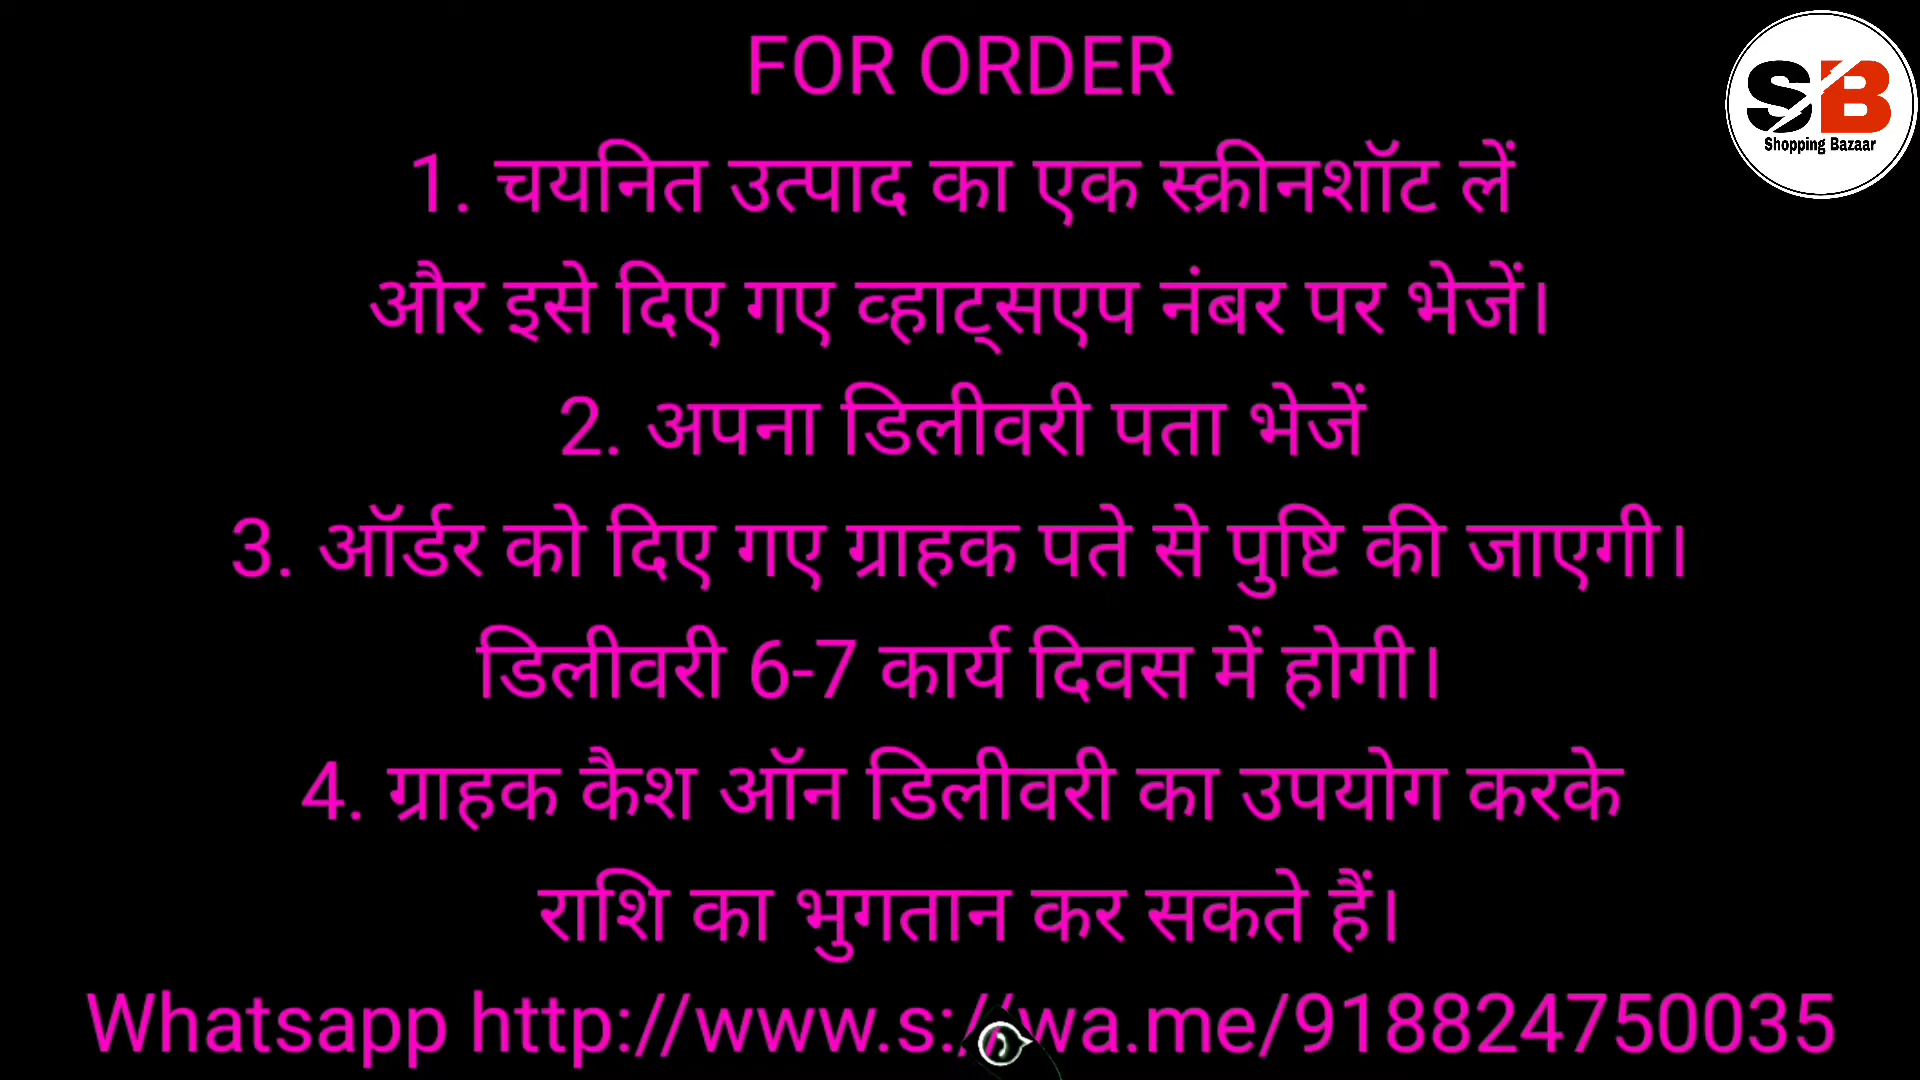 FOR ORDER
SB
Shopping Bazaar
1. चयनित उत्पाद का एक स्क्रीनशॉट लें
और इसे दिए गए व्हाट्सएप नंबर पर भेजें।
2. अपना डिलीवरी पता भेजें
3. ऑर्डर को दिए गए ग्राहक पते से पुष्टि की जाएगी।
डिलीवरी 6-7 कार्य दिवस में होगी।
4. ग्राहक कैश ऑन डिलीवरी का उपयोग करके
राशि का भुगतान कर सकते हैं।
Whatsapp http://www.s://wa.me/918824750035